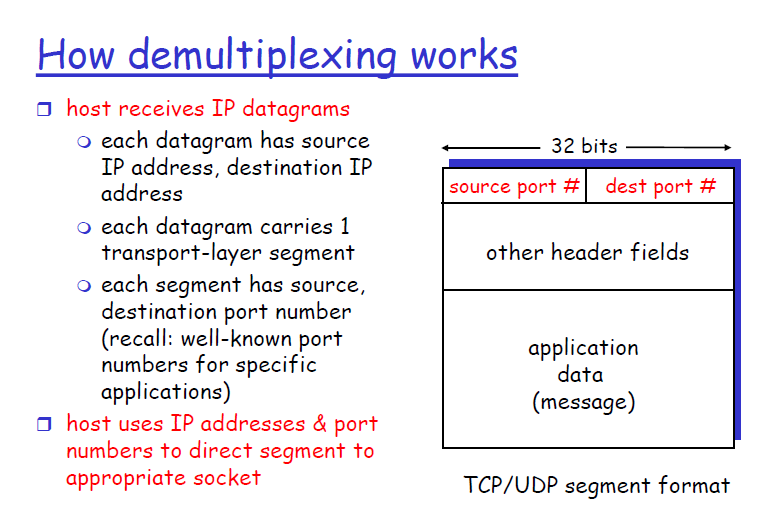 How demultiplexing works
host receives IP datagrams
each datagram has source
IP address, destination IP
address
each datagram carries 1
transport-layer segment
each segment has source,
destination port number
(recall: well-known port
numbers for specific
applications)
host uses IP addresses & port
numbers to direct segment to
appropriate socket
32 bits
source port #
dest port #
other header fields
application
data
(message)
TCP/UDP segment format